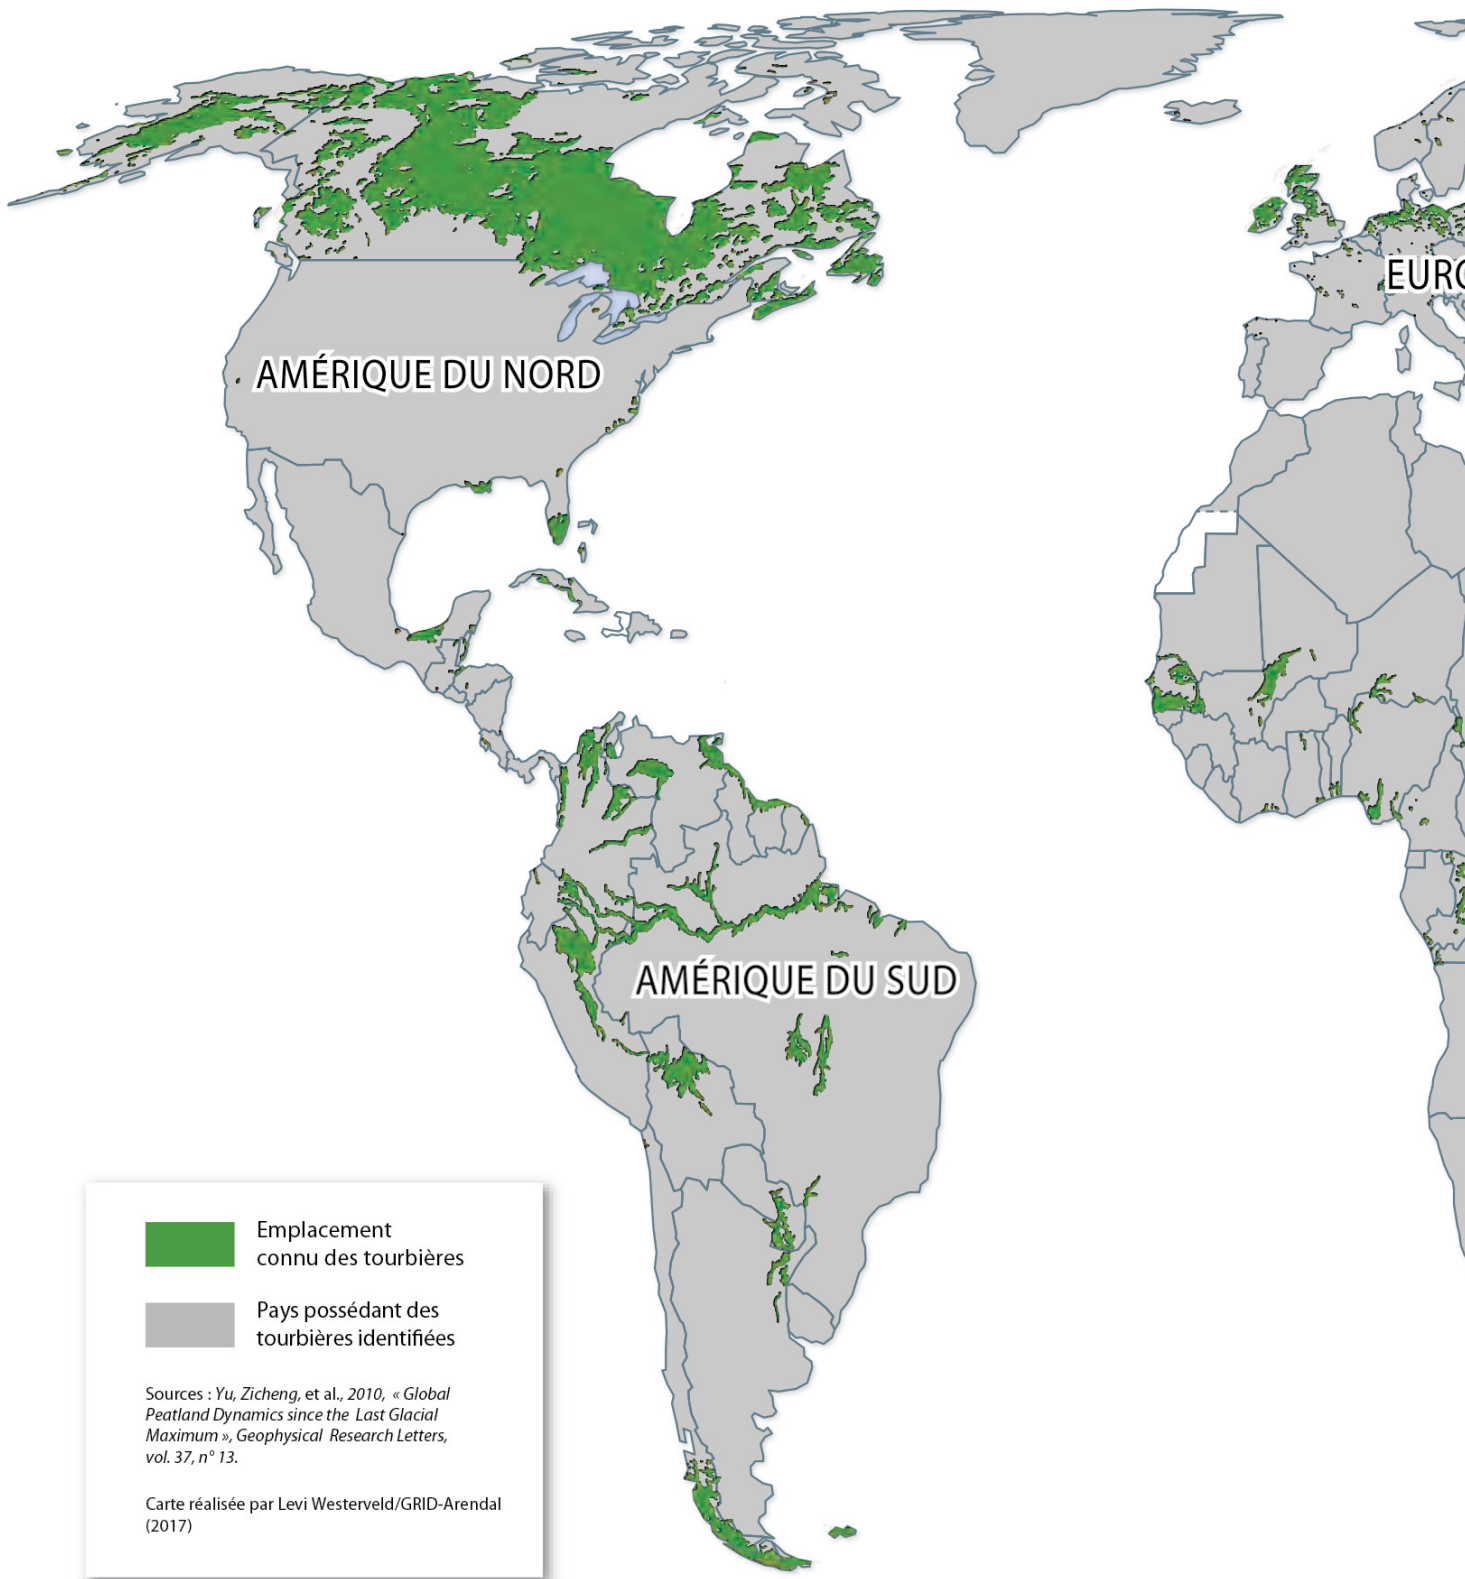 EURO
AMÉRIQUE DU NORD
AMÉRIQUE DU SUD
Emplacement
connu des tourbières
Pays possédant des
tourbières identifiées
Sources : Yu, Zicheng, et al., 2010, « Global
Peatland Dynamics since the Last Glacial
Maximum », Geophysical Research Letters,
vol. 37, n° 13.
Carte réalisée par Levi Westerveld/GRID-Arendal
(2017)